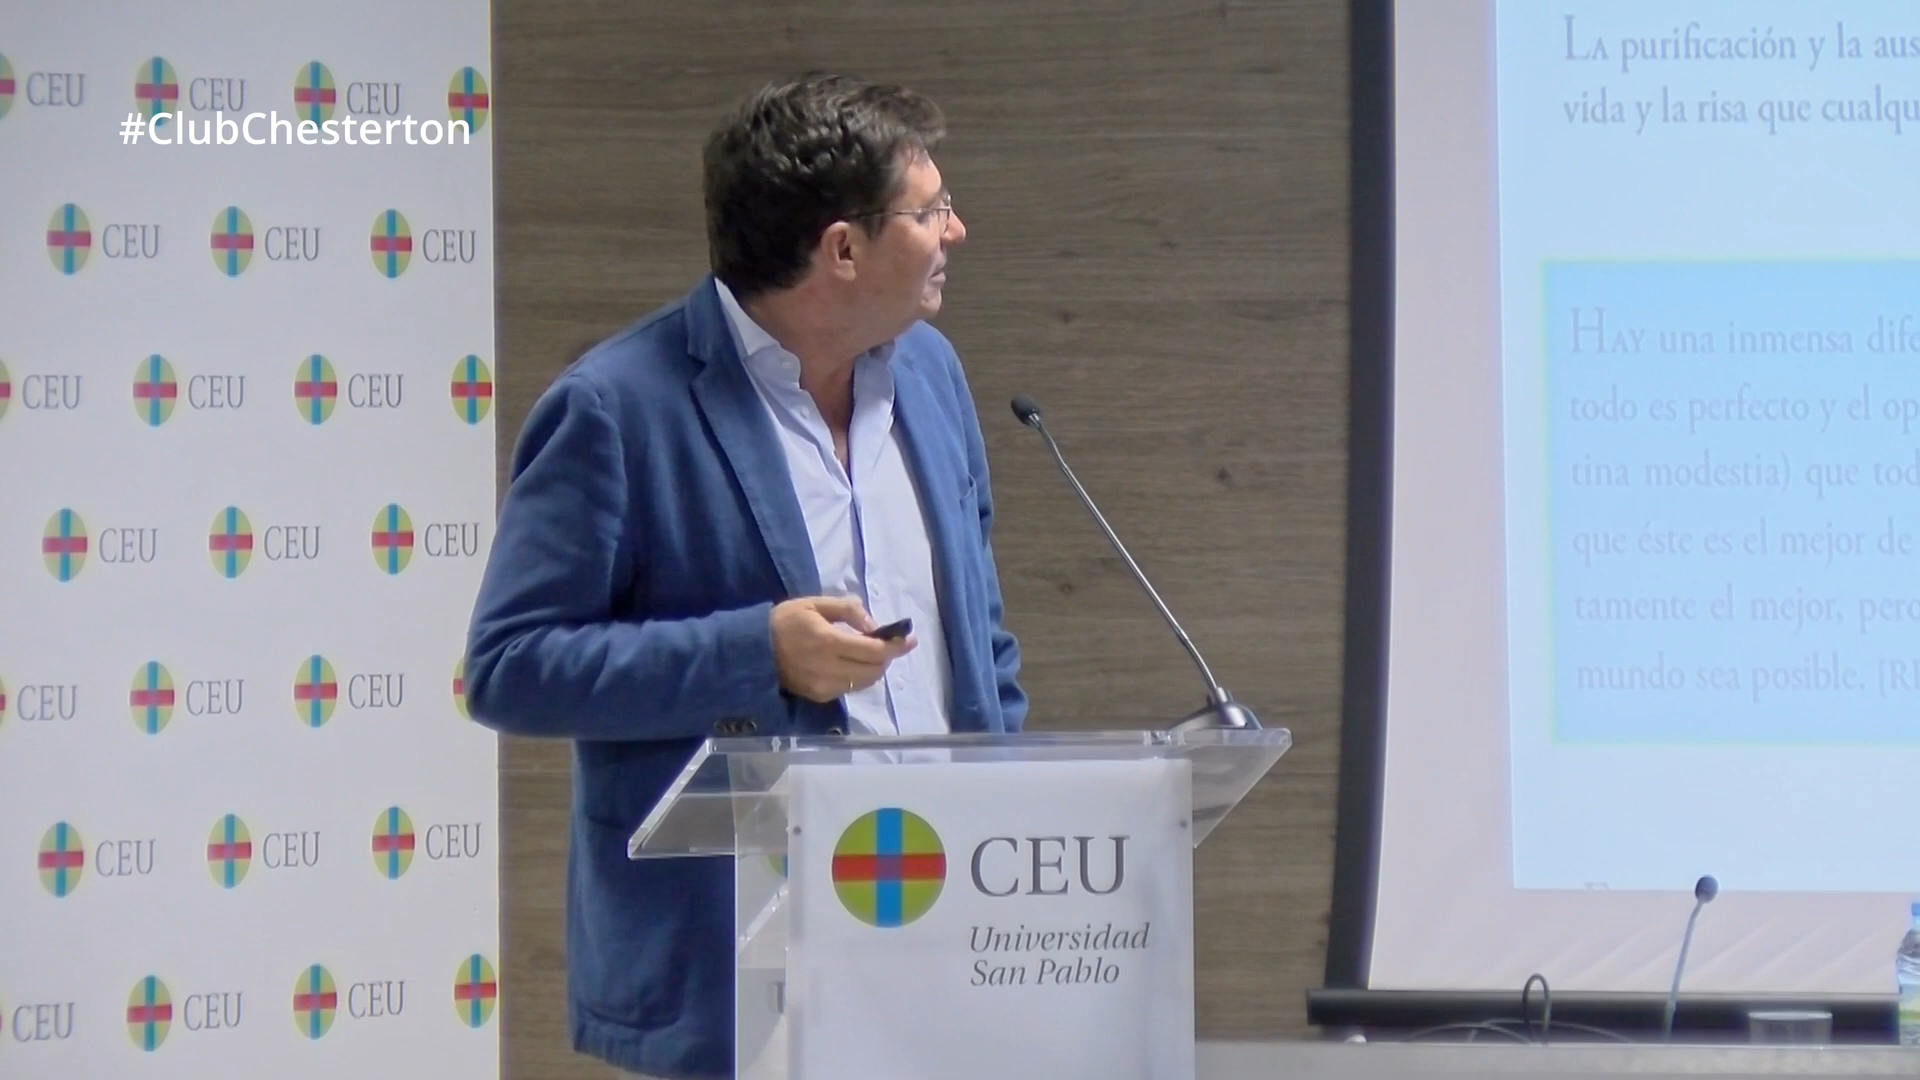 #ClubChesterton
CEU CEU CEU
CEU CEU CEU
CEU CEU CEU
CEU CEU CEU
CEU CEU CEU
CEU CEU CEU
CEU CEU CEU
CEU
Universidad
San Pablo
LA purificación y la aus
vida y la risa que cualqu
HAY una inmensa dife
todo es perfecto y el op
tina modestia) que tod
que éste es el mejor de
tamente el mejor, pero
mundo sea posible. [RE